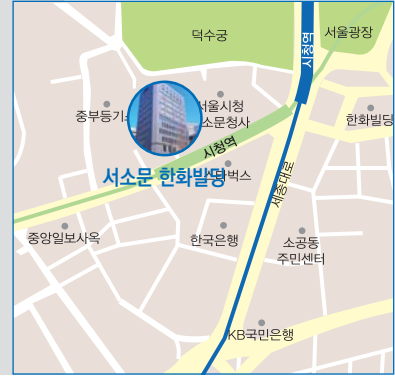 덕수궁
서울광장
시청역
중부등기
서울시청
소문청사
한화빌딩
시청역
타벅스
서소문 한화빌딩
세종대로
중앙일보사옥
한국은행
소공동
주민센터
KB국민은행